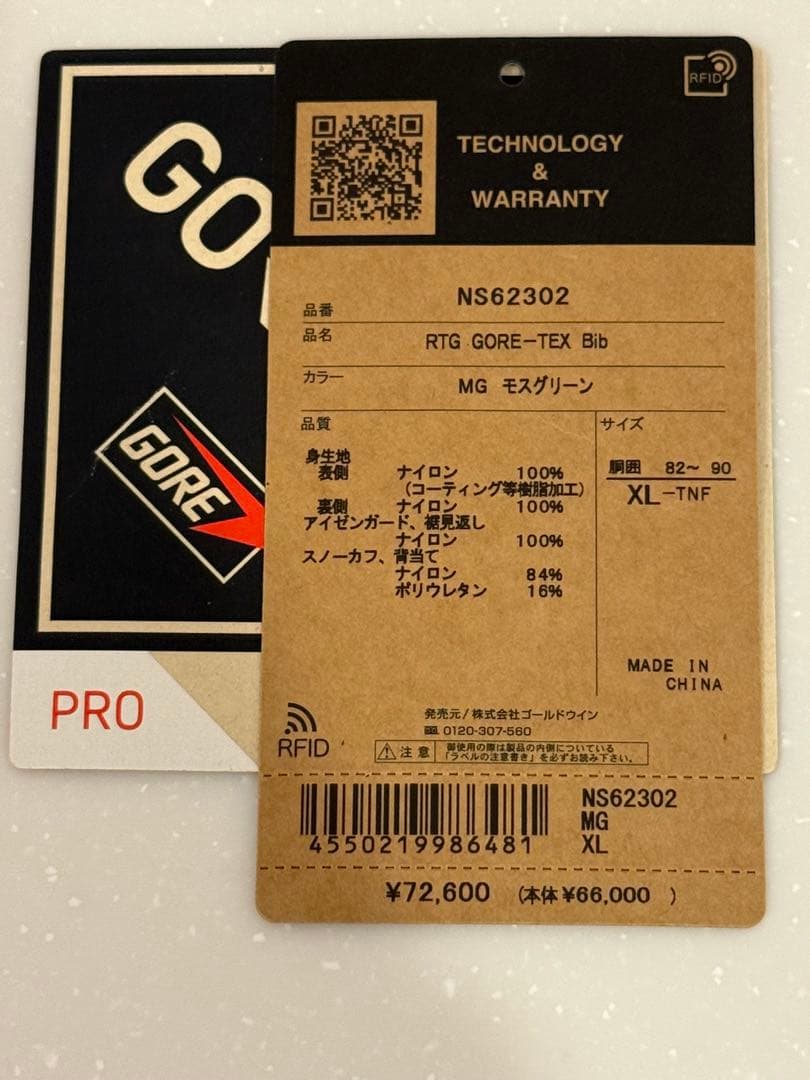 GO
GORE
PRO
RFID
TECHNOLOGY
&
WARRANTY
品番 NS62302
品名 RTG GORE-TEX Bib
カラー MG モスグリーン
品質
サイズ
身生地
表側 ナイロン 100%
(コーティング等樹脂加工)
裏側 ナイロン 100%
アイゼンガード、裾見返し
ナイロン 100%
スノーカフ、背当て
ナイロン 84%
ポリウレタン 16%
胴囲 82～ 90
XL-TNF
MADE IN
CHINA
RFID
発売元/株式会社ゴールドウイン
0120-307-560
注意 御使用の際は製品の内側についている
「ラベルの注意書き」を必ずお読み下さい。
4550219986481
NS62302
MG
XL
¥72,600 (本体¥66,000 )